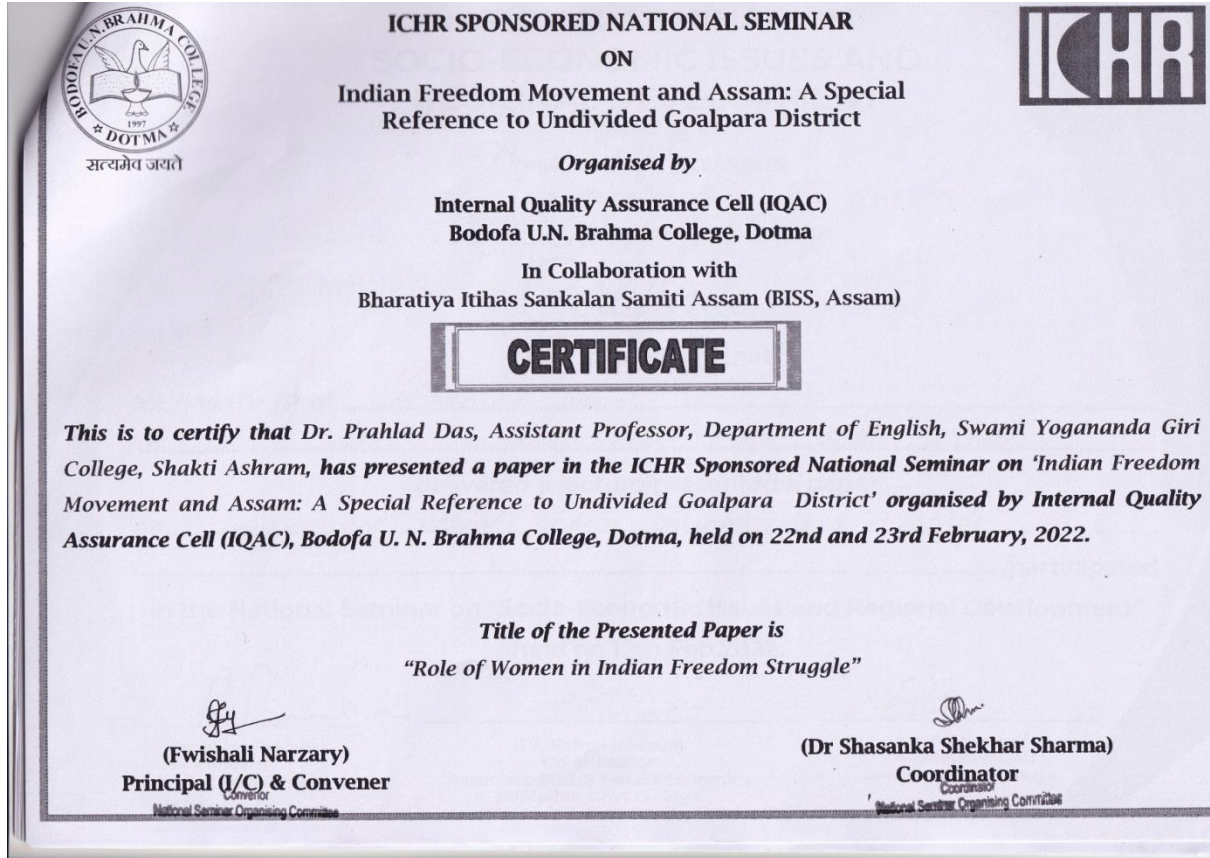 BODOFA U.N. BRAHMA COLLEGE
1997
DOTMA
सत्यमेव जयते
ICHR
ICHR SPONSORED NATIONAL SEMINAR
ON
Indian Freedom Movement and Assam: A Special
Reference to Undivided Goalpara District
Organised by
Internal Quality Assurance Cell (IQAC)
Bodofa U.N. Brahma College, Dotma
In Collaboration with
Bharatiya Itihas Sankalan Samiti Assam (BISS, Assam)
CERTIFICATE
This is to certify that Dr. Prahlad Das, Assistant Professor, Department of English, Swami Yogananda Giri
College, Shakti Ashram, has presented a paper in the ICHR Sponsored National Seminar on 'Indian Freedom
Movement and Assam: A Special Reference to Undivided Goalpara District' organised by Internal Quality
Assurance Cell (IQAC), Bodofa U. N. Brahma College, Dotma, held on 22nd and 23rd February, 2022.
Title of the Presented Paper is
"Role of Women in Indian Freedom Struggle"
(Fwishali Narzary)
Principal (I/C) & Convener
Convenor
National Seminar Organising Committee
(Dr Shasanka Shekhar Sharma)
Coordinator
Coordinator
National Seminar Organising Committee